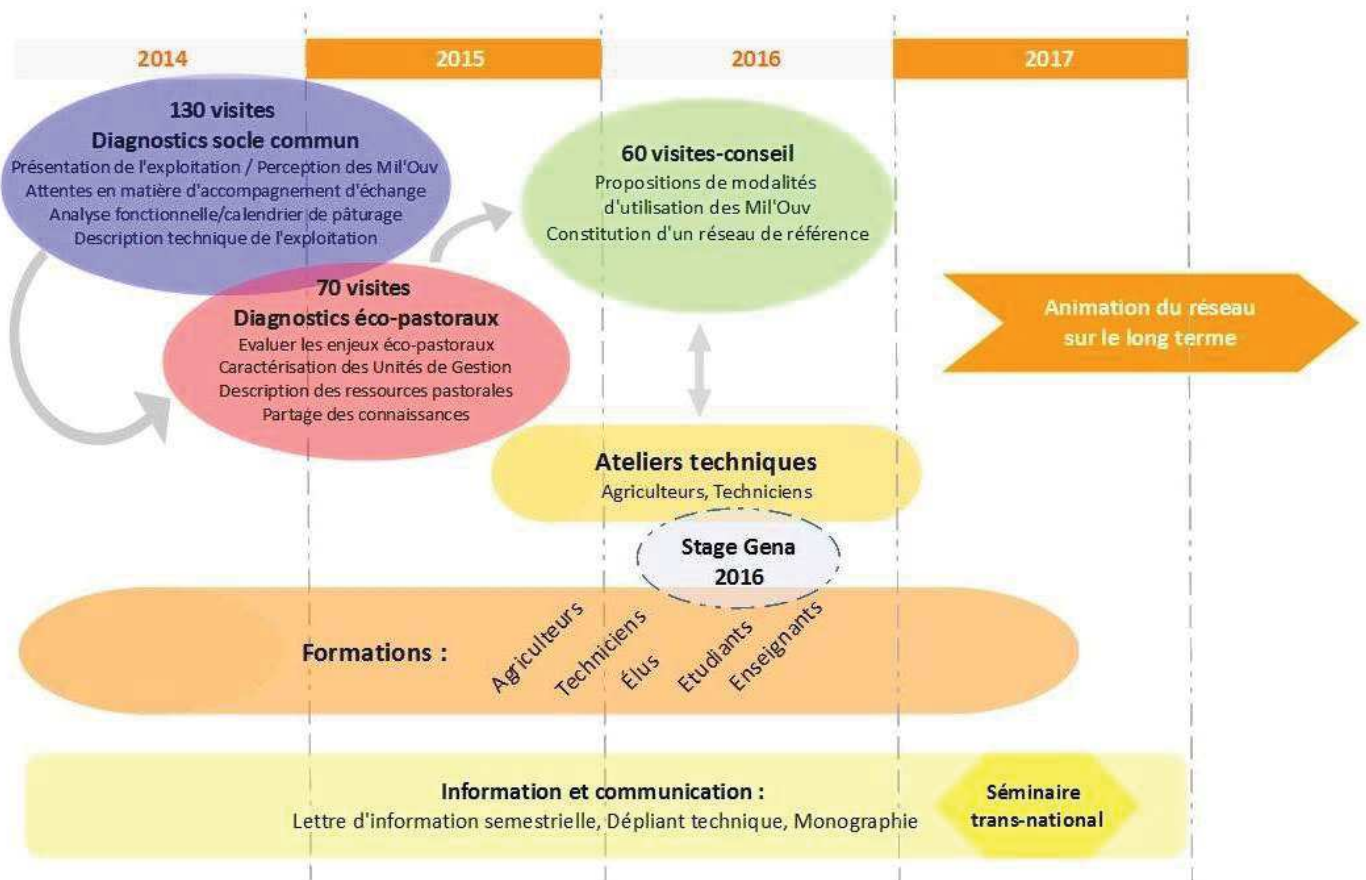 2014
2015
2016
2017
130 visites
Diagnostics socle commun
Présentation de l'exploitation / Perception des Mil'Ouv
Attentes en matière d'accompagnement d'échange
Analyse fonctionnelle/calendrier de pâturage
Description technique de l'exploitation
70 visites
Diagnostics éco-pastoraux
Evaluer les enjeux éco-pastoraux
Caractérisation des Unités de Gestion
Description des ressources pastorales
Partage des connaissances
60 visites-conseil
Propositions de modalités
d'utilisation des Mil'Ouv
Constitution d'un réseau de référence
Animation du réseau
sur le long terme
Ateliers techniques
Agriculteurs, Techniciens
Stage Gena
2016
Formations :
Agriculteurs
Techniciens
Élus
Etudiants
Enseignants
Information et communication :
Lettre d'information semestrielle, Dépliant technique, Monographie
Séminaire
trans-national